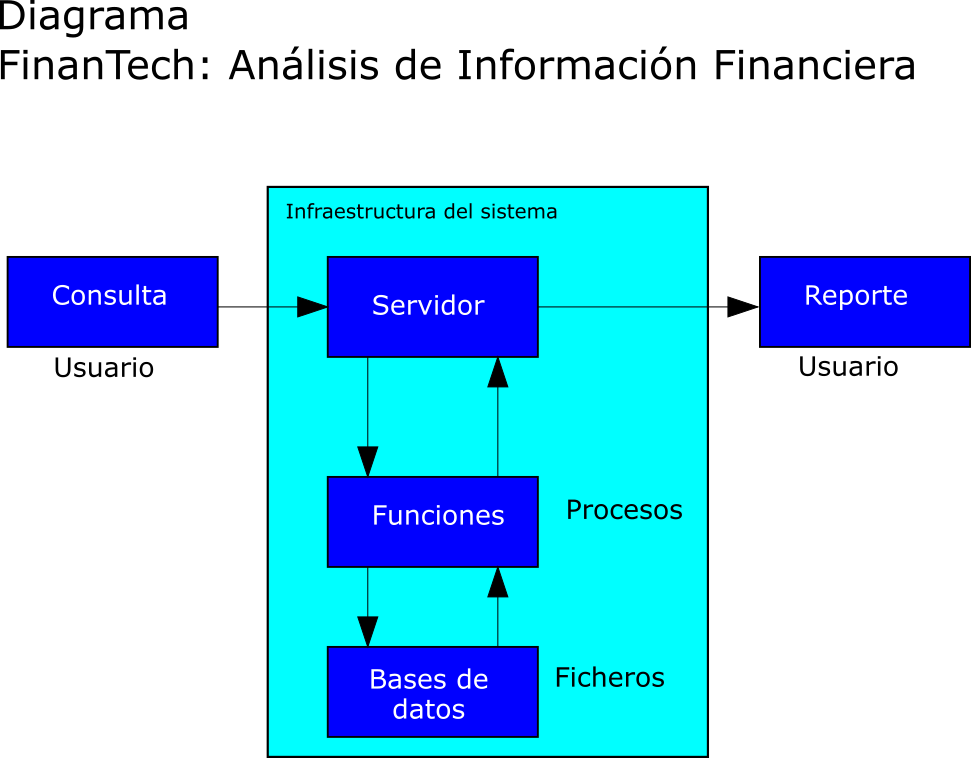 Diagrama
FinanTech: Análisis de Información Financiera
Infraestructura del sistema
Consulta
Servidor
Reporte
Usuario
Usuario
Funciones
Procesos
Bases de
datos
Ficheros